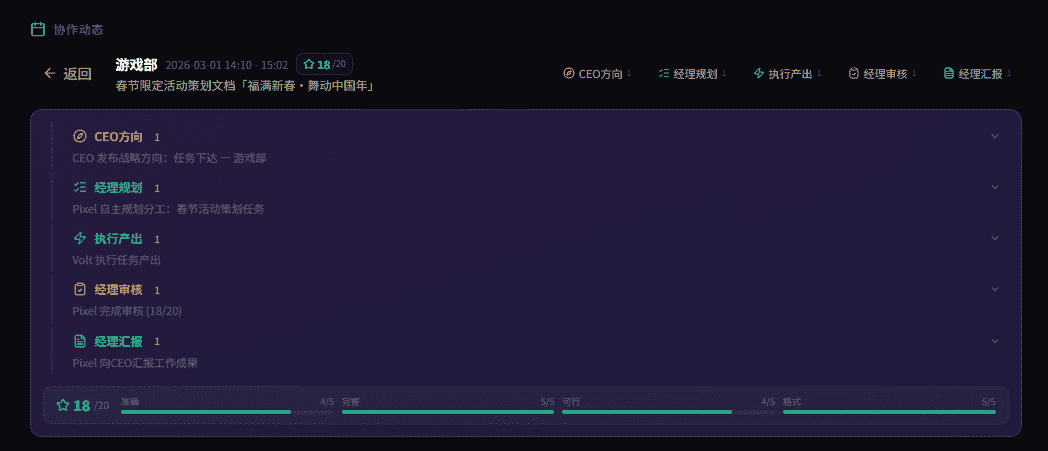 协作动态
返回
游戏部 2026-03-01 14:10 - 15:02 18/20
春节限定活动策划文档「福满新春·舞动中国年」
CEO方向 1 经理规划 1 执行产出 1 经理审核 1 经理汇报 1
CEO方向 1
CEO 发布战略方向：任务下达 — 游戏部
经理规划 1
Pixel 自主规划分工：春节活动策划任务
执行产出 1
Volt 执行任务产出
经理审核 1
Pixel 完成审核 (18/20)
经理汇报 1
Pixel 向CEO汇报工作成果
18 /20 准确 4/5 完整 5/5 可行 4/5 格式 5/5